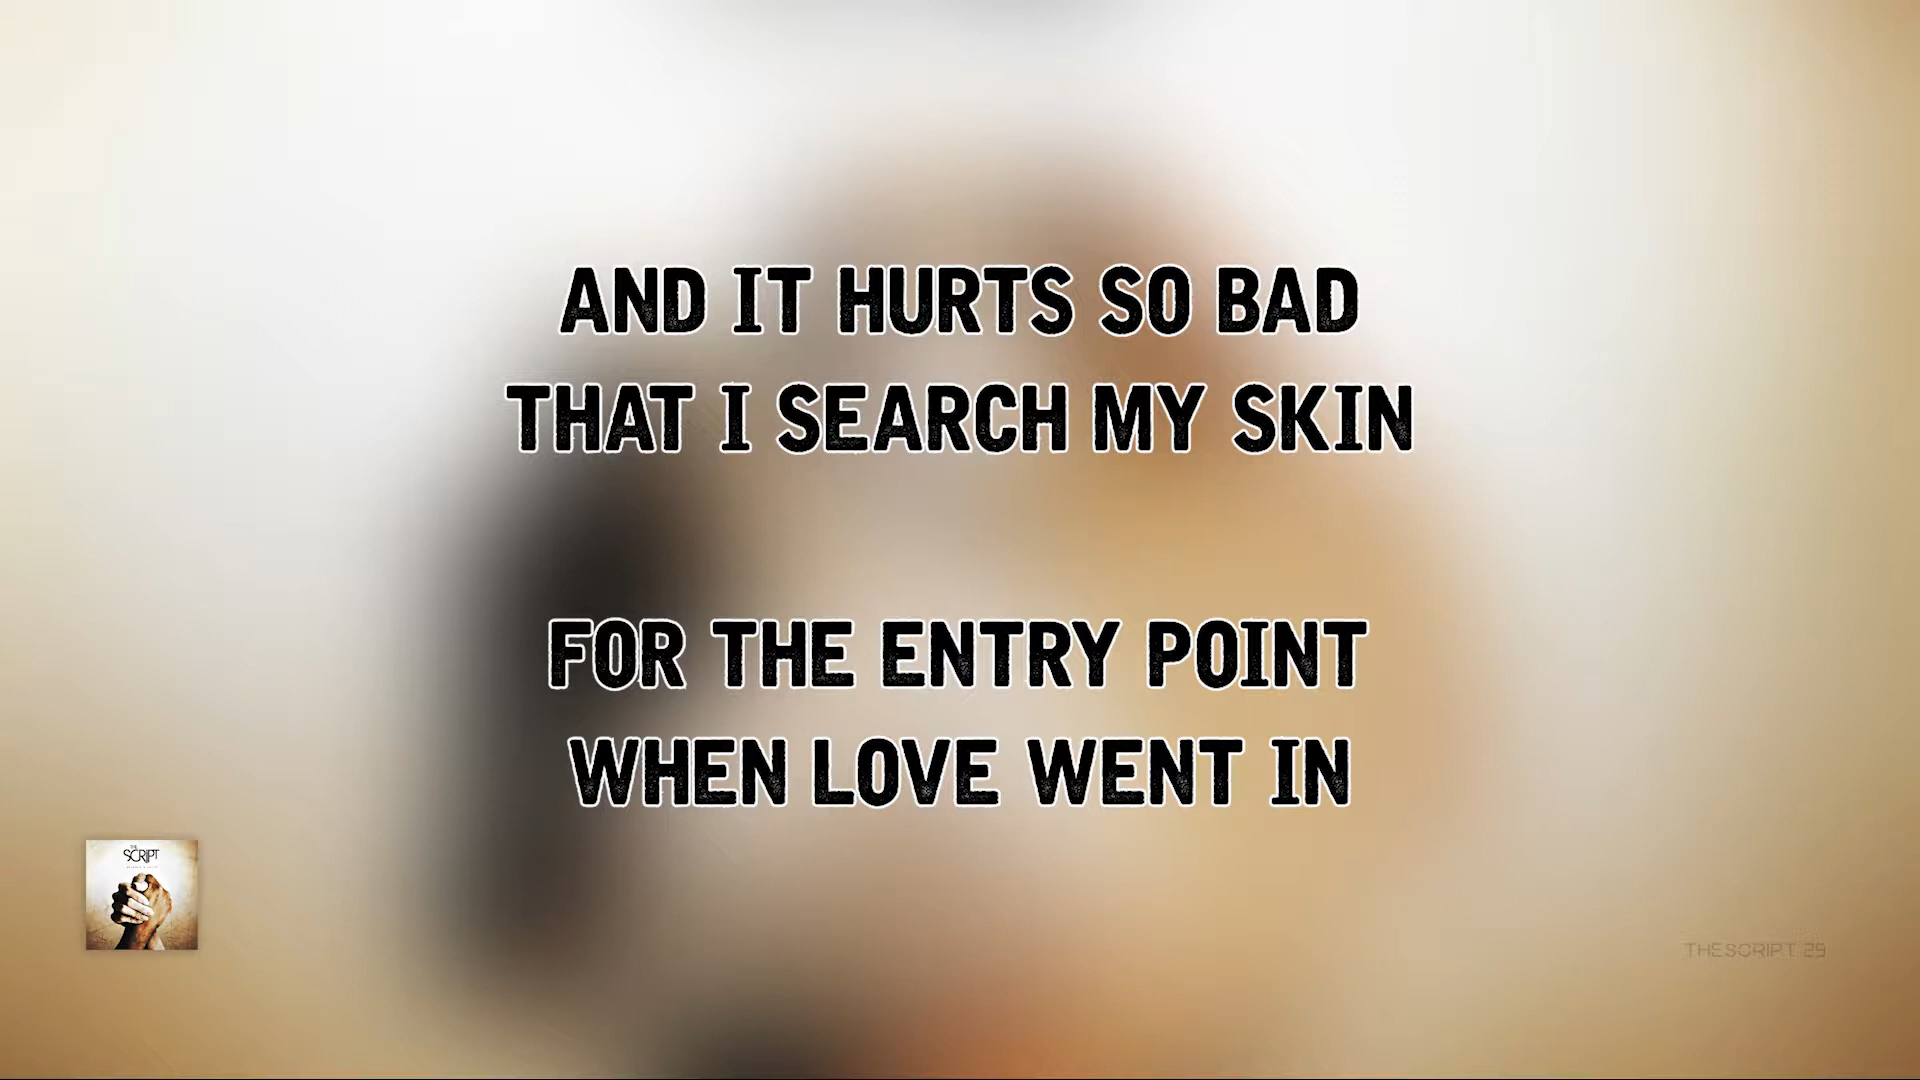 AND IT HURTS SO BAD
THAT I SEARCH MY SKIN
FOR THE ENTRY POINT
WHEN LOVE WENT IN
THE
SCRIPT
THESCRIPT 29